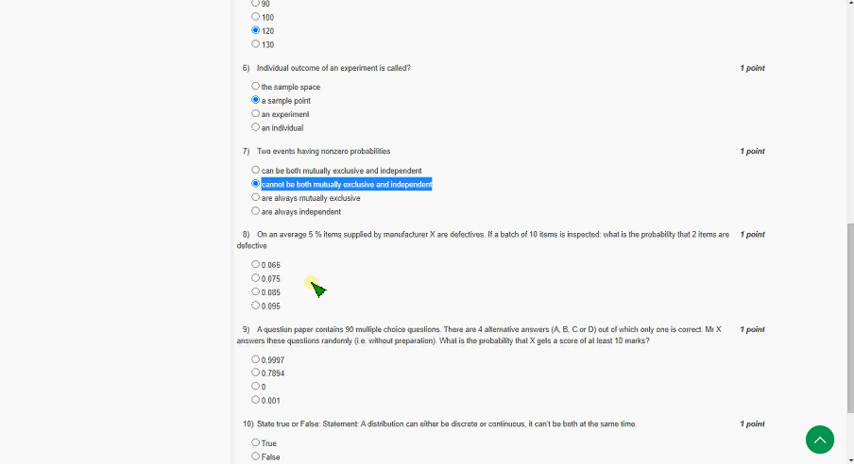 90
100
120
130
6) Individual outcome of an experiment is called? 1 point
the sample space
a sample point
an experiment
an individual
7) Two events having nonzero probabilities 1 point
can be both mutually exclusive and independent
cannot be both mutually exclusive and independent
are always mutually exclusive
are always independent
8) On an average 5 % items supplied by manufacturer X are defectives. If a batch of 10 items is inspected: what is the probability that 2 items are 1 point
defective
0.065
0.075
0.085
0.095
9) A question paper contains 90 multiple choice questions. There are 4 alternative answers (A, B, C or D) out of which only one is correct. Mr X 1 point
answers these questions randomly (i.e. without preparation). What is the probability that X gets a score of at least 10 marks?
0.9997
0.7894
0
0.001
10) State true or False: Statement: A distribution can either be discrete or continuous, it can't be both at the same time. 1 point
True
False